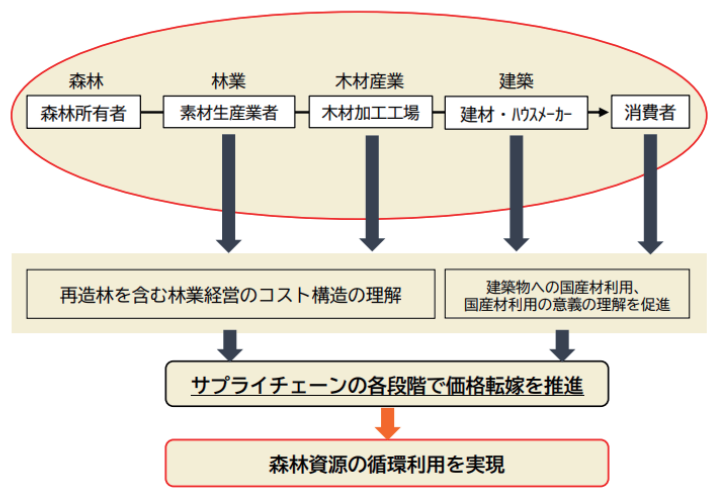 森林
林業
木材産業
建築
森林所有者
素材生産業者
木材加工工場
建材・ﾊｳｽﾒｰｶｰ
消費者
再造林を含む林業経営のコスト構造の理解
建築物への国産材利用、
国産材利用の意義の理解を促進
サプライチェーンの各段階で価格転嫁を推進
森林資源の循環利用を実現